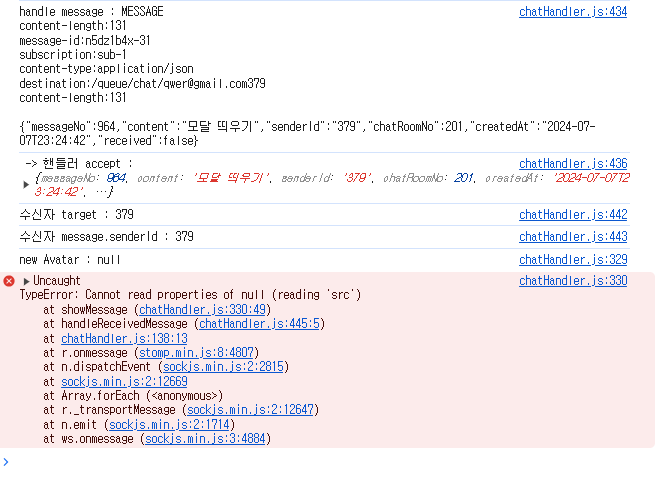 handle message : MESSAGE chatHandler.js:434
content-length:131
message-id:n5dz1b4x-31
subscription:sub-1
content-type:application/json
destination:/queue/chat/qwer@gmail.com379
content-length:131
{"messageNo":964,"content":"모달 띄우기","senderId":"379","chatRoomNo":201,"createdAt":"2024-07-
07T23:24:42","received":false}
-> 핸들러 accept : chatHandler.js:436
{messageNo: 964, content: '모달 띄우기', senderId: '379', chatRoomNo: 201, createdAt: '2024-07-07T2
3:24:42', …}
수신자 target : 379 chatHandler.js:442
수신자 message.senderId : 379 chatHandler.js:443
new Avatar : null chatHandler.js:329
Uncaught chatHandler.js:330
TypeError: Cannot read properties of null (reading 'src')
at showMessage (chatHandler.js:330:49)
at handleReceivedMessage (chatHandler.js:445:5)
at chatHandler.js:138:13
at r.onmessage (stomp.min.js:8:4807)
at n.dispatchEvent (sockjs.min.js:2:2815)
at sockjs.min.js:2:12669
at Array.forEach (<anonymous>)
at r._transportMessage (sockjs.min.js:2:12647)
at n.emit (sockjs.min.js:2:1714)
at ws.onmessage (sockjs.min.js:3:4884)